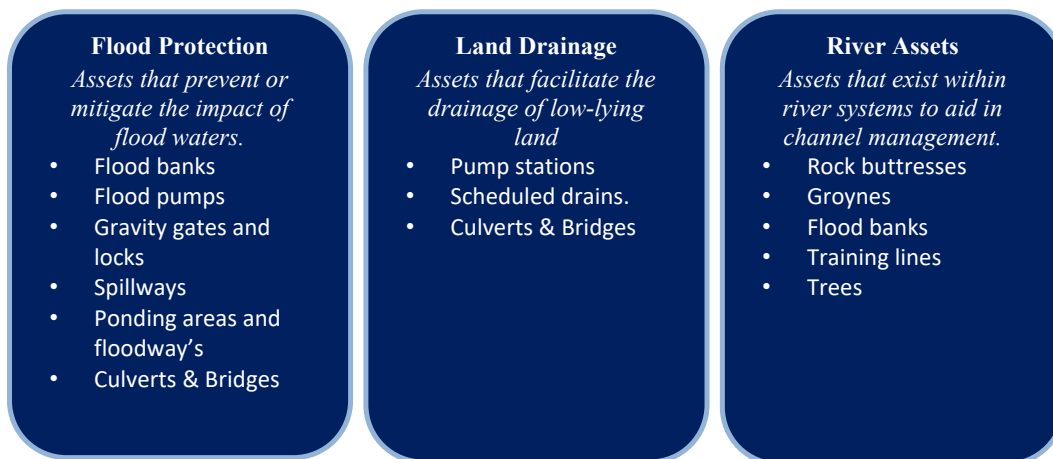 Flood Protection
Assets that prevent or
mitigate the impact of
flood waters.
• Flood banks
• Flood pumps
• Gravity gates and
locks
• Spillways
• Ponding areas and
floodway’s
• Culverts & Bridges
Land Drainage
Assets that facilitate the
drainage of low-lying
land
• Pump stations
• Scheduled drains.
• Culverts & Bridges
River Assets
Assets that exist within
river systems to aid in
channel management.
• Rock buttresses
• Groynes
• Flood banks
• Training lines
• Trees